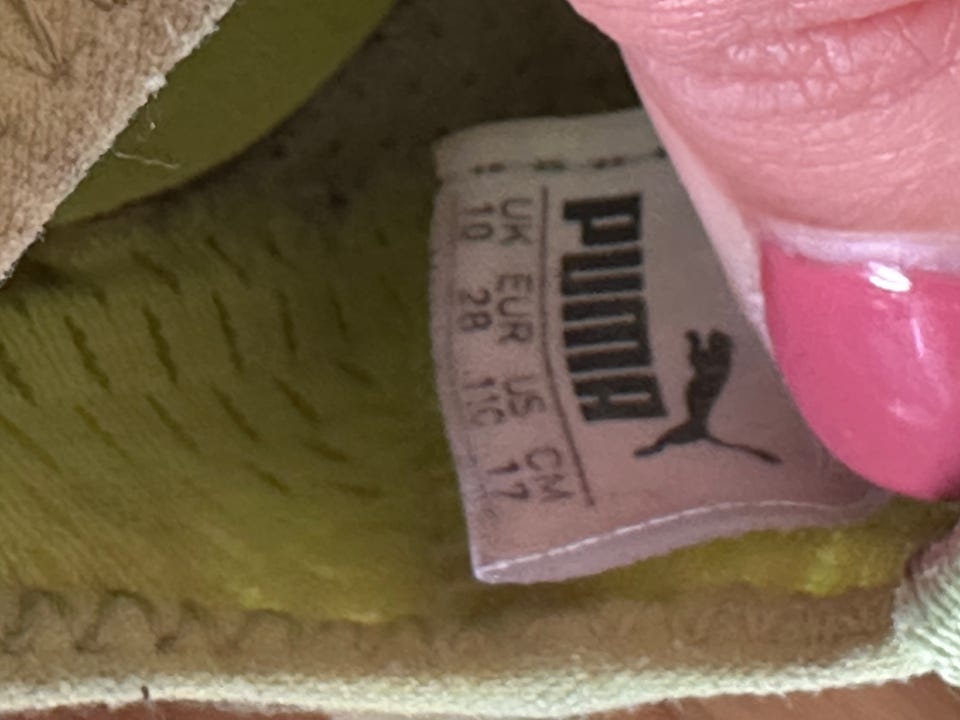 PUMA
UK EUR US CM
10 28 11C 17